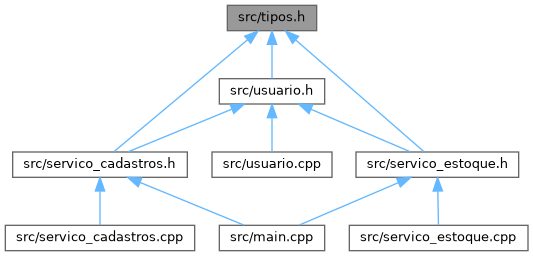 src/tipos.h
src/usuario.h
src/servico_cadastros.h
src/usuario.cpp
src/servico_estoque.h
src/servico_cadastros.cpp
src/main.cpp
src/servico_estoque.cpp